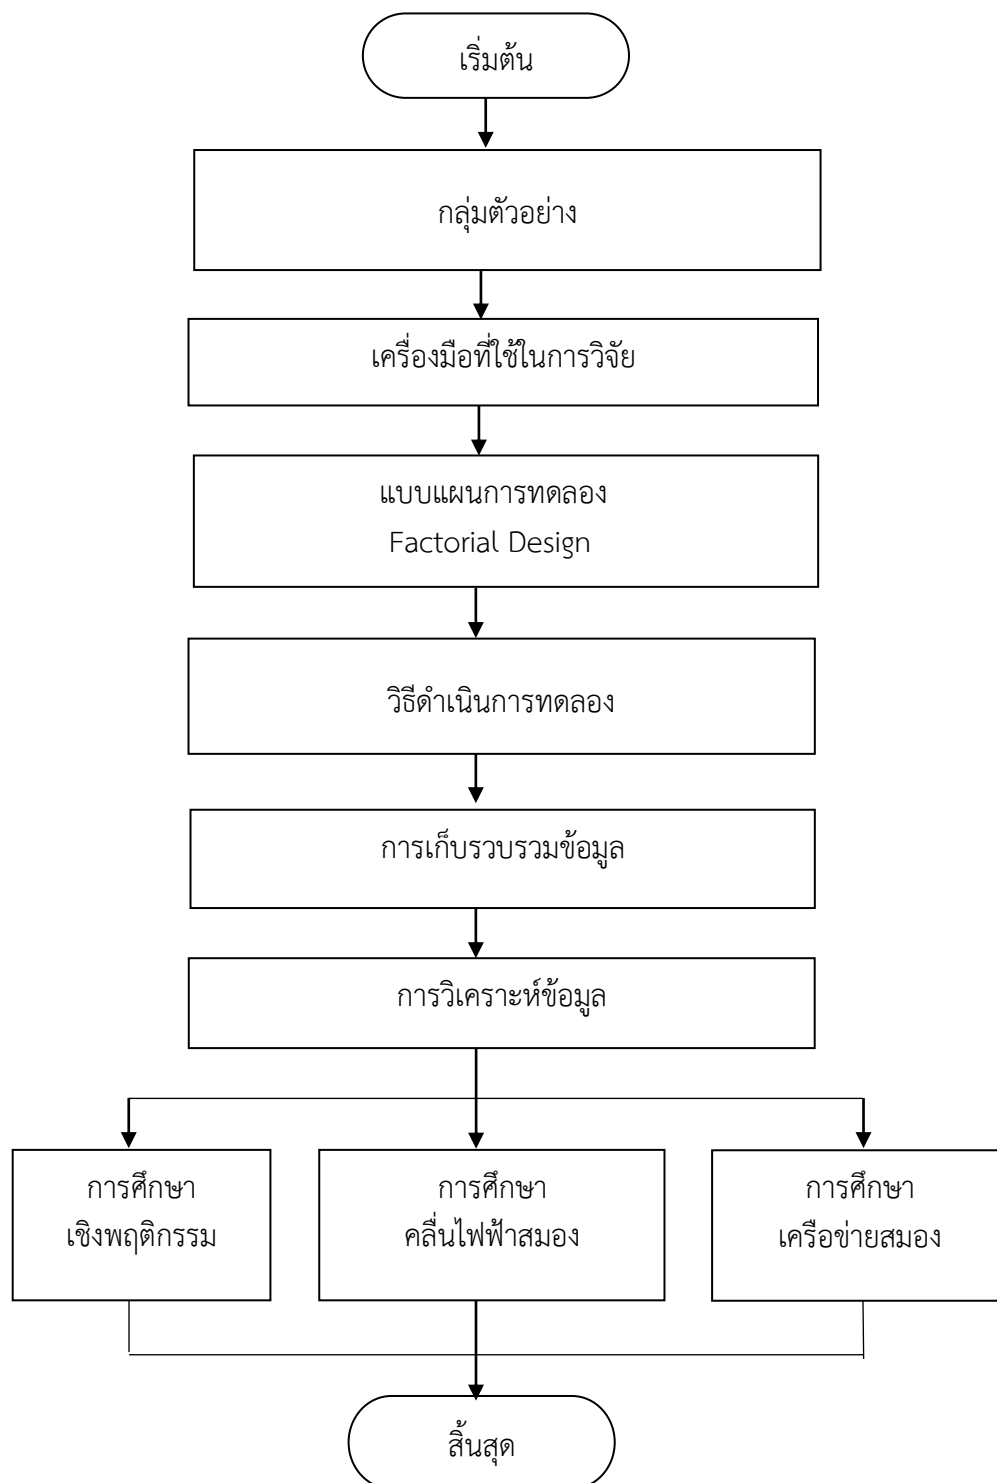 เริ่มต้น
กลุ่มตัวอย่าง
เครื่องมือที่ใช้ในการวิจัย
แบบแผนการทดลอง
Factorial Design
วิธีดำเนินการทดลอง
การเก็บรวบรวมข้อมูล
การวิเคราะห์ข้อมูล
การศึกษา
เชิงพฤติกรรม
การศึกษา
คลื่นไฟฟ้าสมอง
การศึกษา
เครือข่ายสมอง
สิ้นสุด